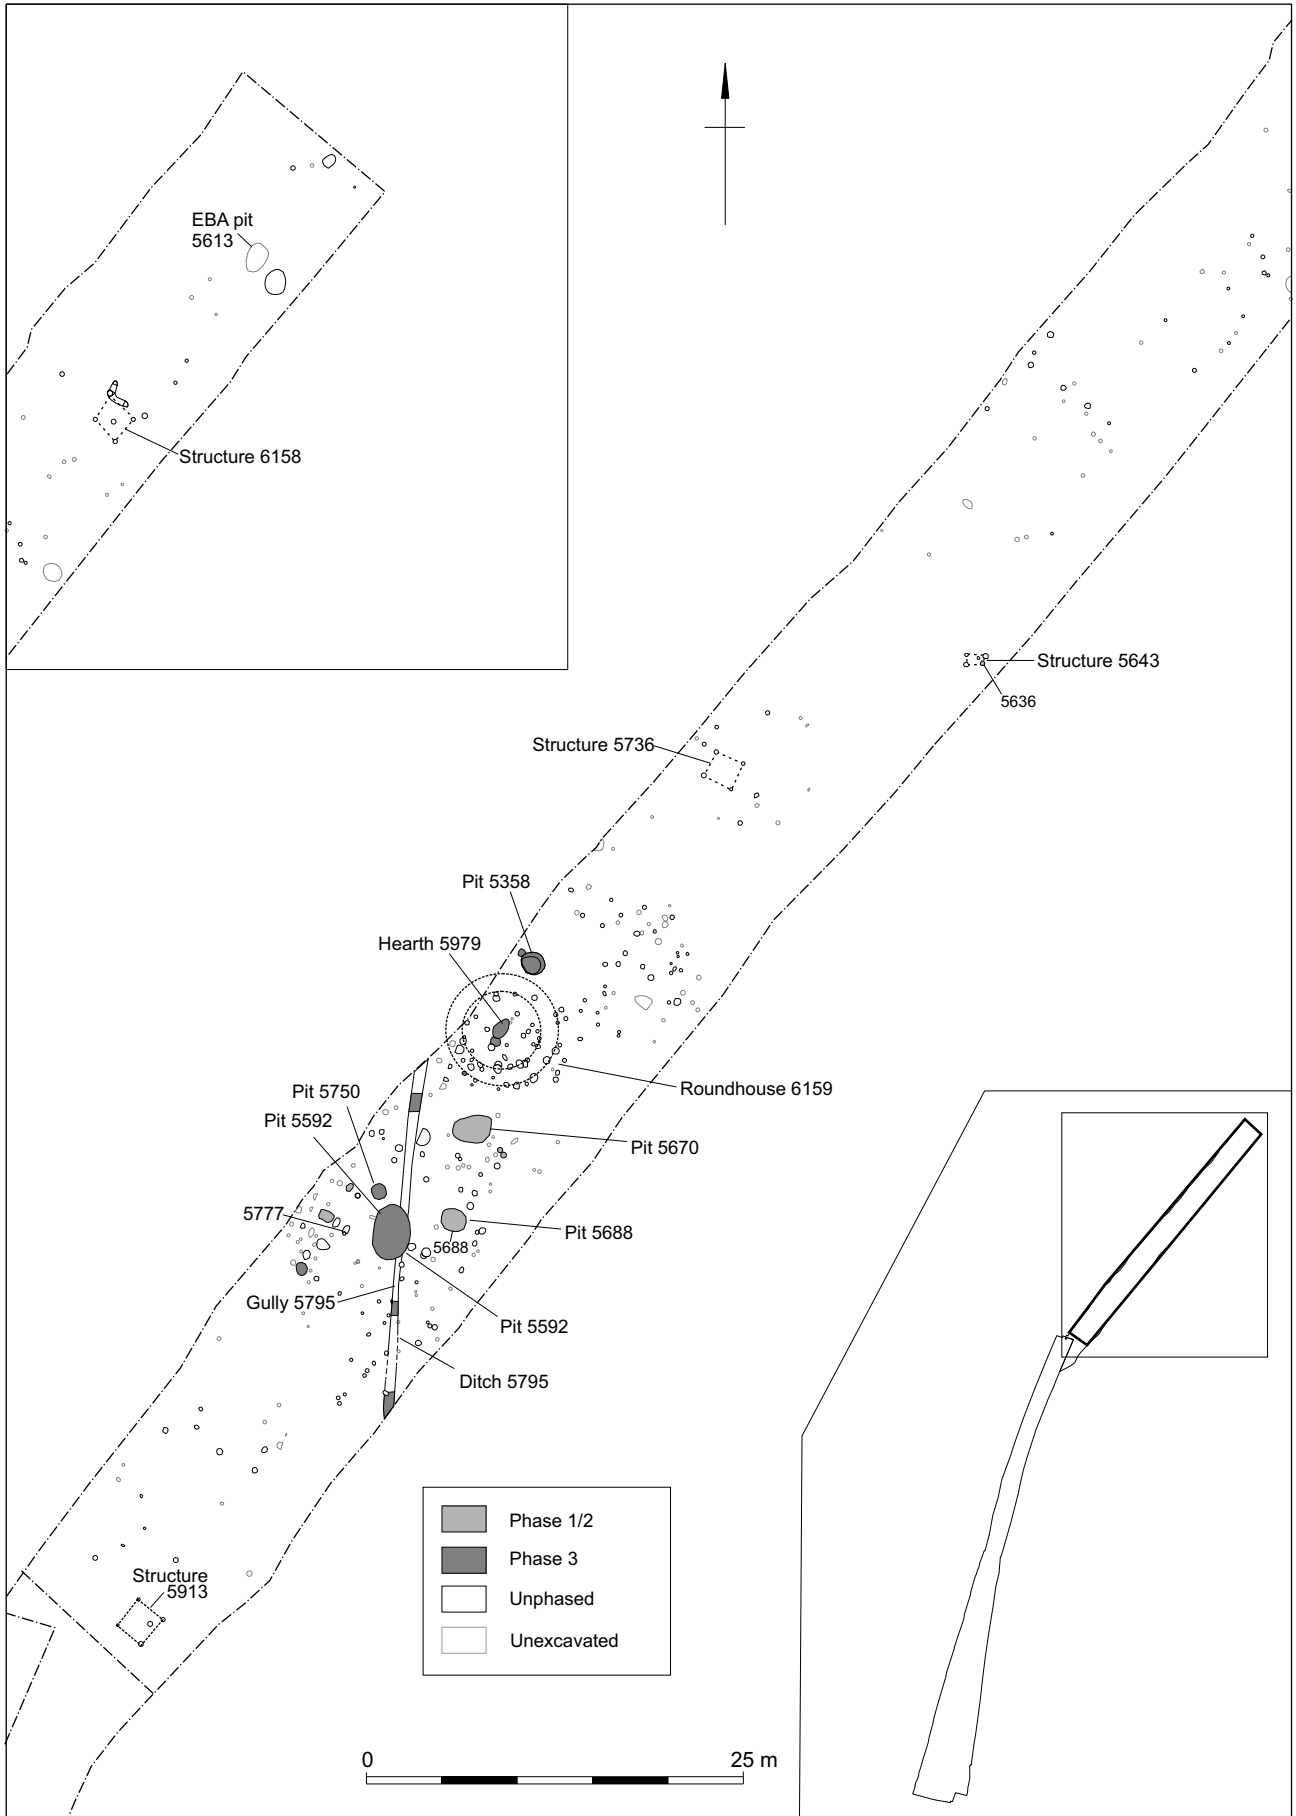 EBA pit
5613
Structure 6158
Structure 5643
5636
Structure 5736
Pit 5358
Hearth 5979
Roundhouse 6159
Pit 5750
Pit 5592
Pit 5670
5777
Pit 5688
5688
Gully 5795
Pit 5592
Ditch 5795
Structure
5913
Phase 1/2
Phase 3
Unphased
Unexcavated
0 25 m